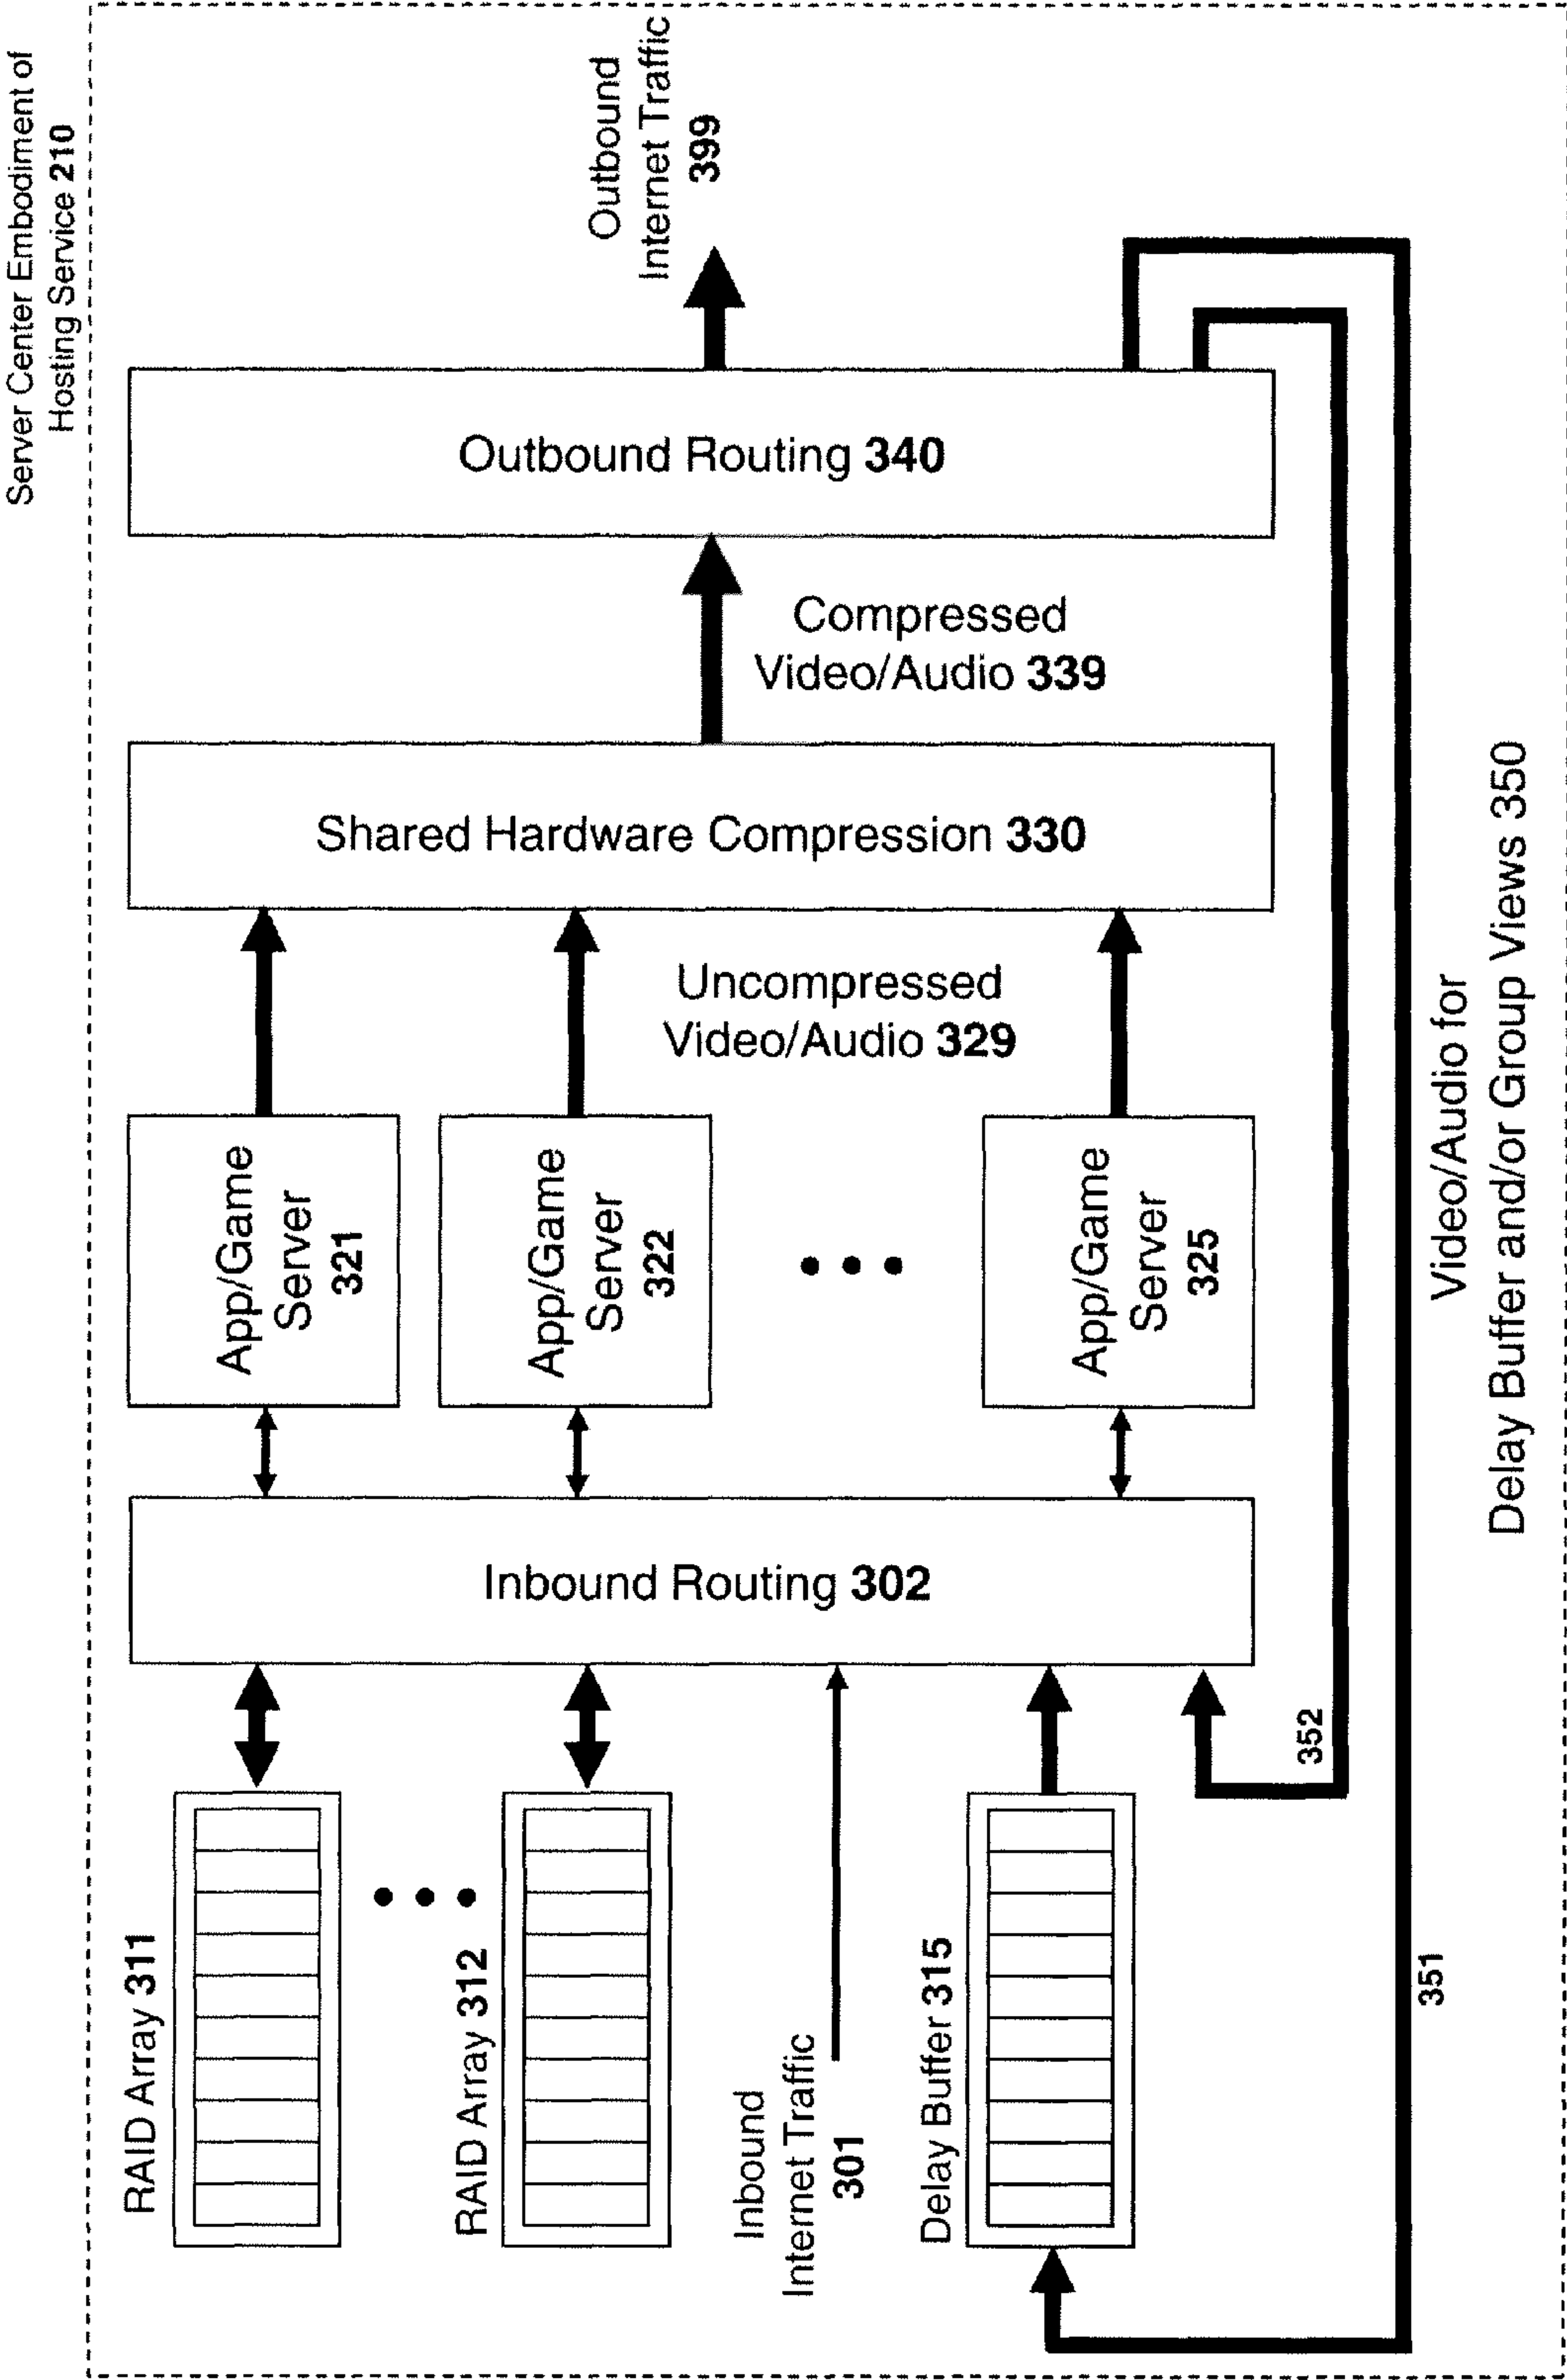 Server Center Embodiment of
Hosting Service 210
RAID Array 311
RAID Array 312
Inbound
Internet Traffic
301
Delay Buffer 315
Inbound Routing 302
App/Game
Server
321
App/Game
Server
322
App/Game
Server
325
Uncompressed
Video/Audio 329
Shared Hardware Compression 330
Compressed
Video/Audio 339
Outbound Routing 340
Outbound
Internet Traffic
399
352
351
Video/Audio for
Delay Buffer and/or Group Views 350